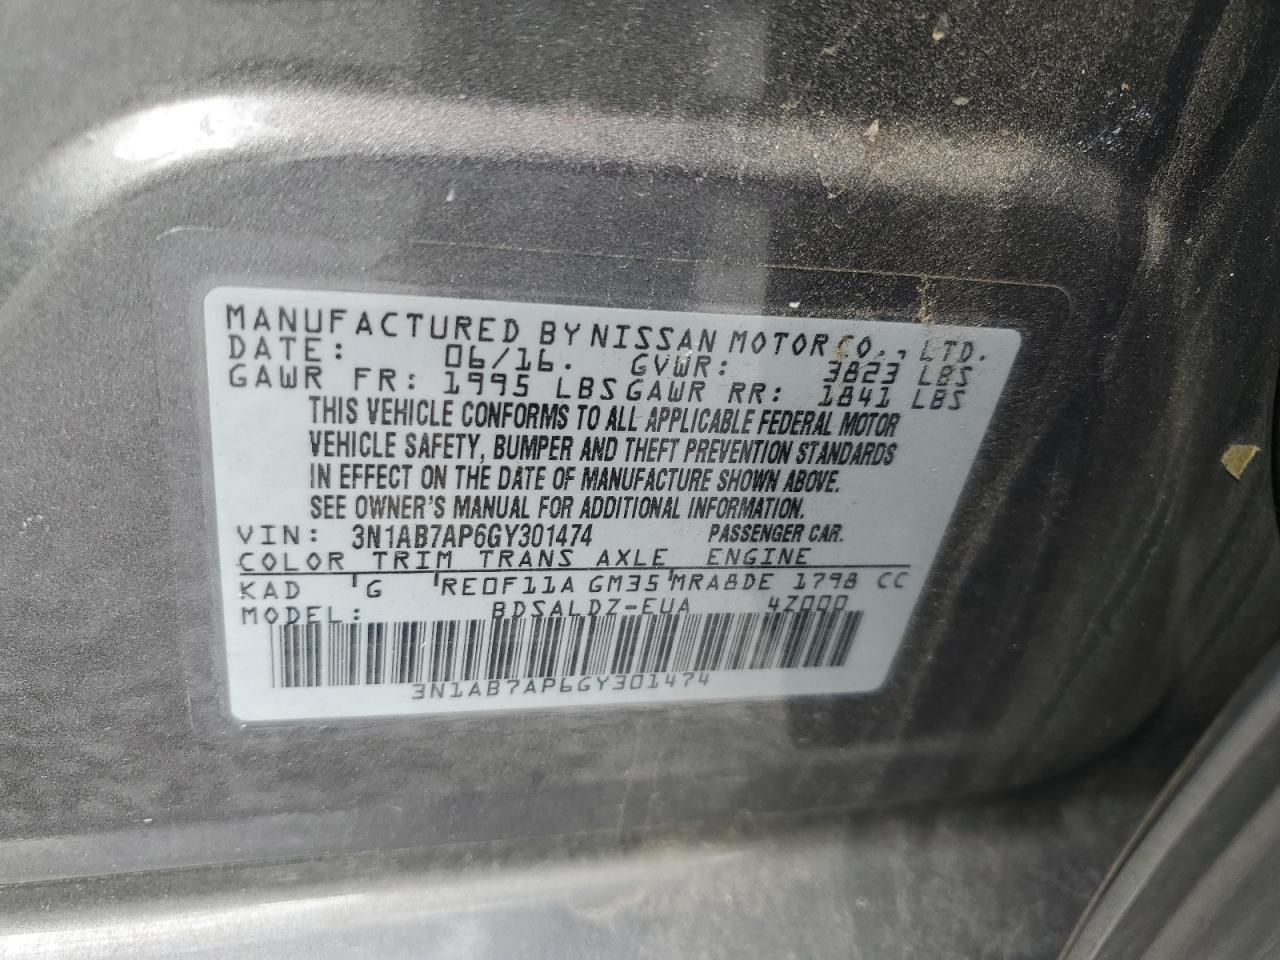 MANUFACTURED BY NISSAN MOTOR CO., LTD.
DATE: 06/16. GVWR: 3823 LBS
GAWR FR: 1995 LBS GAWR RR: 1841 LBS
THIS VEHICLE CONFORMS TO ALL APPLICABLE FEDERAL MOTOR
VEHICLE SAFETY, BUMPER AND THEFT PREVENTION STANDARDS
IN EFFECT ON THE DATE OF MANUFACTURE SHOWN ABOVE.
SEE OWNER'S MANUAL FOR ADDITIONAL INFORMATION.
VIN: 3N1AB7AP6GY301474 PASSENGER CAR.
COLOR TRIM TRANS AXLE ENGINE
KAD 'G 'RE0F11A GM35 'MRA8DE 1798 CC
MODEL: BDSALDZ-EUA 4Z000
3N1AB7AP6GY301474